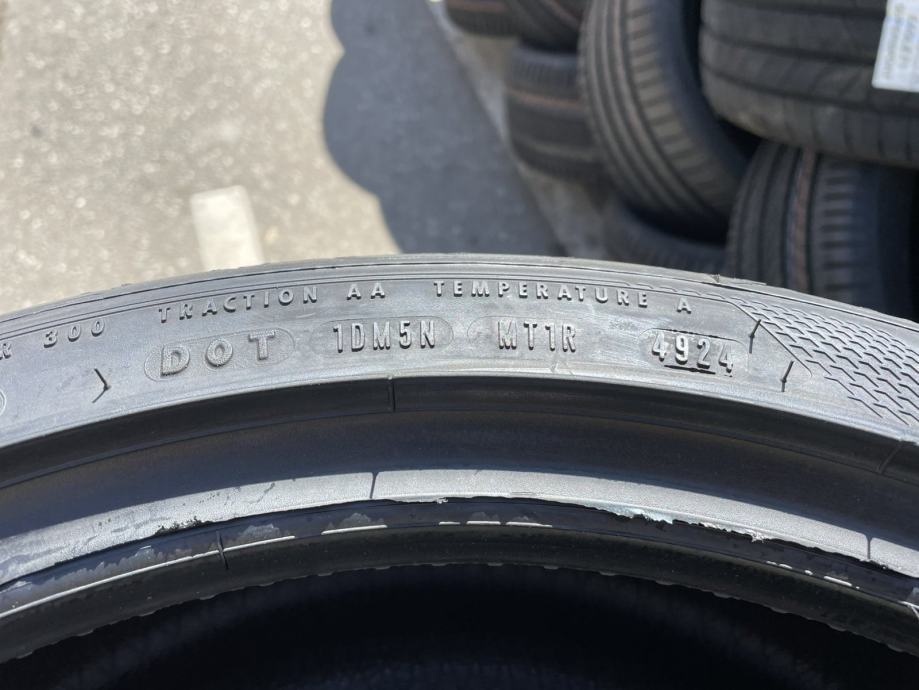 300 TRACTION AA TEMPERATURE A
DOT 1DM5N MT1R 4924